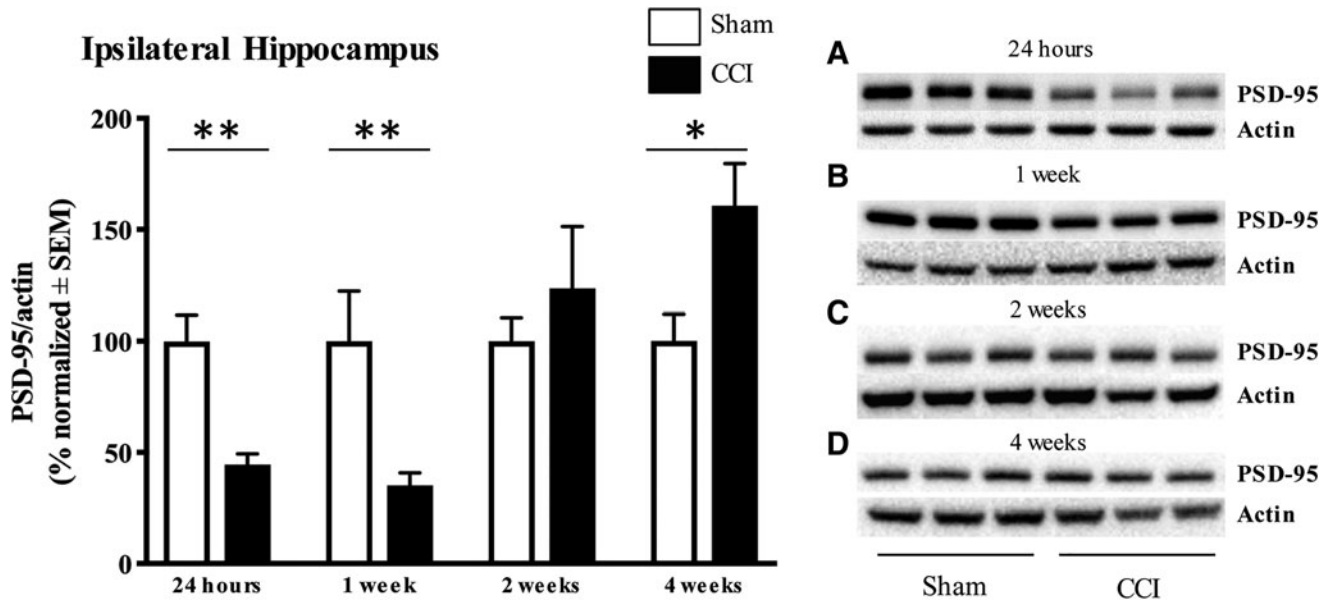 Ipsilateral Hippocampus
Sham
CCI
PSD-95/actin
(% normalized ± SEM)
200
150
100
50
0
**
**
*
24 hours
1 week
2 weeks
4 weeks
A
24 hours
PSD-95
Actin
B
1 week
PSD-95
Actin
C
2 weeks
PSD-95
Actin
D
4 weeks
PSD-95
Actin
Sham
CCI